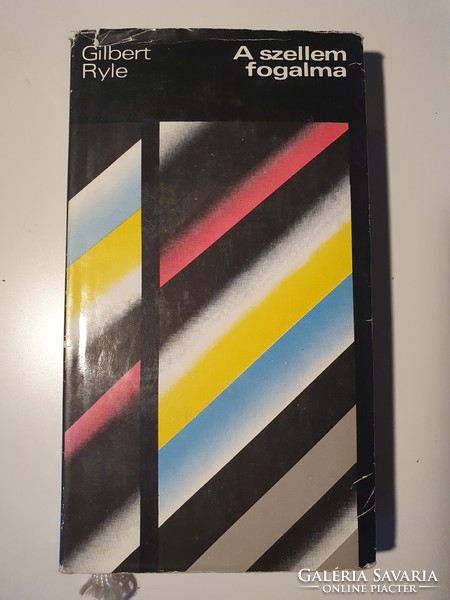 Gilbert
Ryle
A szellem
fogalma
GALÉRIA SAVARIA
ONLINE PIACTÉR